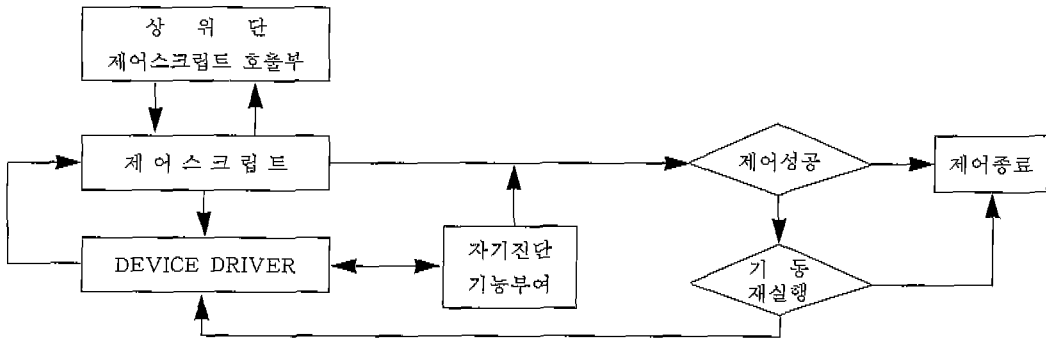 상 위 단
제어스크립트 호출부
제 어 스 크 립 트
제어성공
제어종료
DEVICE DRIVER
자기진단
기능부여
기 동
재실행